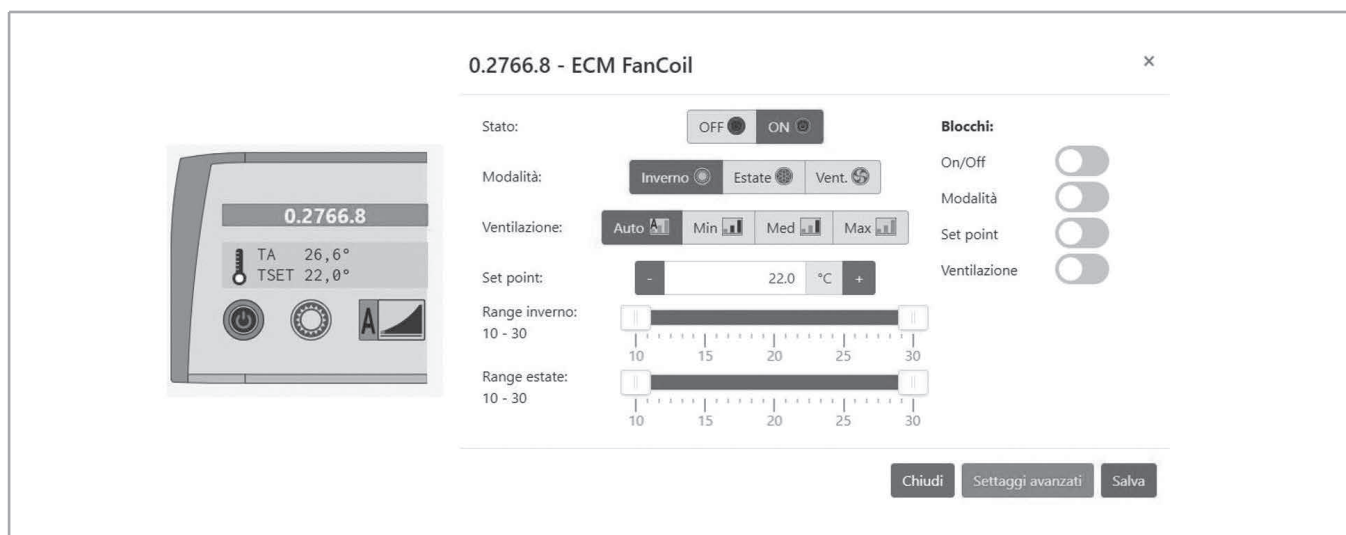 0.2766.8
TA 26,6°
TSET 22,0°
A
0.2766.8 - ECM FanCoil ×
Stato: OFF ON
Modalità: Inverno Estate Vent.
Ventilazione: Auto A Min Med Max
Set point: - 22.0 °C +
Range inverno:
10 - 30
10 15 20 25 30
Range estate:
10 - 30
10 15 20 25 30
Blocchi:
On/Off
Modalità
Set point
Ventilazione
Chiudi Settaggi avanzati Salva